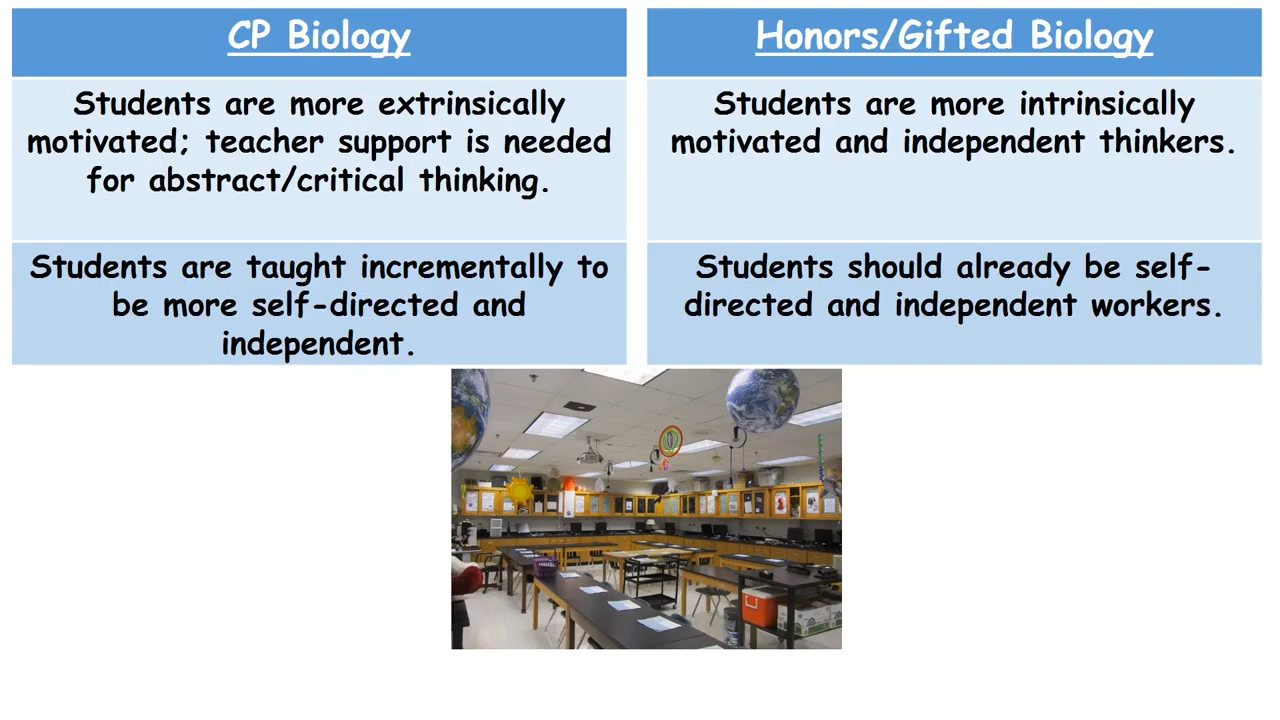 CP Biology
Honors/Gifted Biology
Students are more extrinsically
motivated; teacher support is needed
for abstract/critical thinking.
Students are more intrinsically
motivated and independent thinkers.
Students are taught incrementally to
be more self-directed and
independent.
Students should already be self-
directed and independent workers.